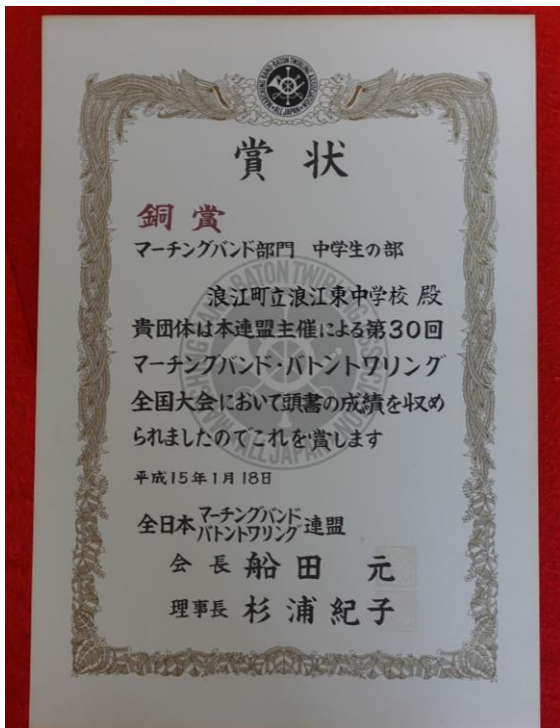 MARCHING BAND・BATON TWIRLING ASSOCIATION
ALL JAPAN
賞状
銅賞
マーチングバンド部門 中学生の部
浪江町立浪江東中学校 殿
貴団体は本連盟主催による第30回
マーチングバンド・バトントワリング
全国大会において頭書の成績を収め
られましたのでこれを賞します
平成15年1月18日
全日本マーチングバンドバトントワリング連盟
会長 船田 元
理事長 杉浦紀子